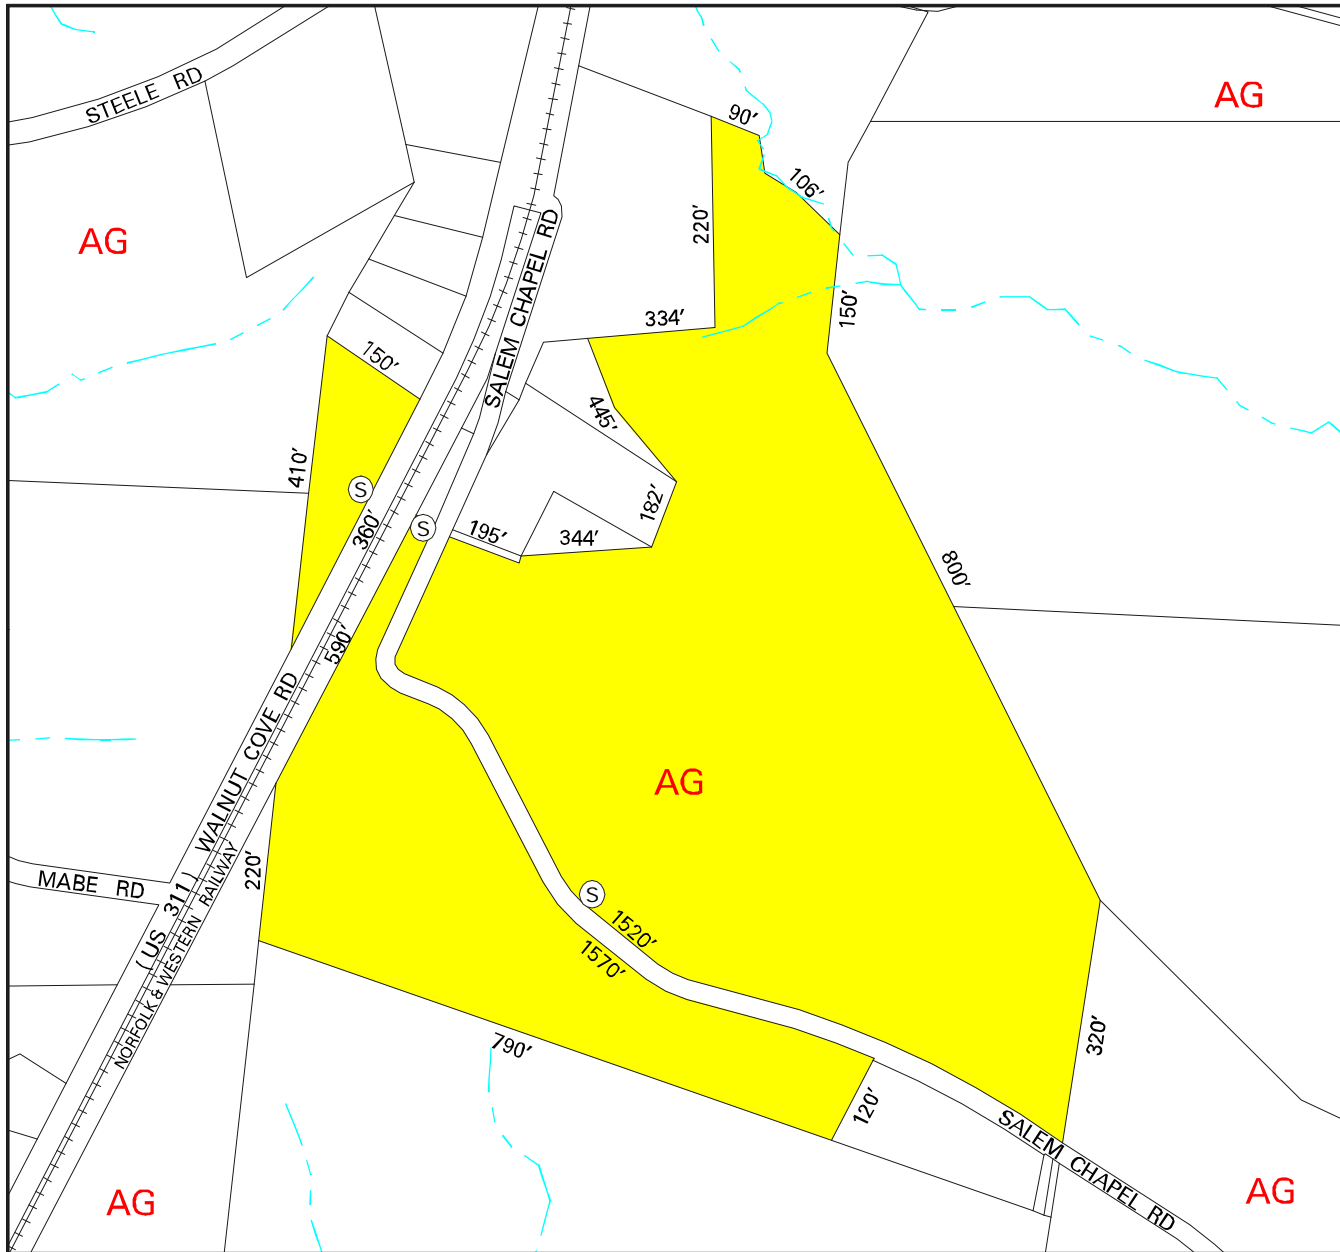 STEELE RD
AG
90′
106′
AG
220′
SALEM CHAPEL RD
150′
334′
150′
445′
410′
S
182′
360′
S
195′
344′
800′
590′
WALNUT COVE RD
(US 311)
AG
220′
MABE RD
NORFOLK & WESTERN RAILWAY
S
1520′
1570′
790′
320′
120′
SALEM CHAPEL RD
AG
AG